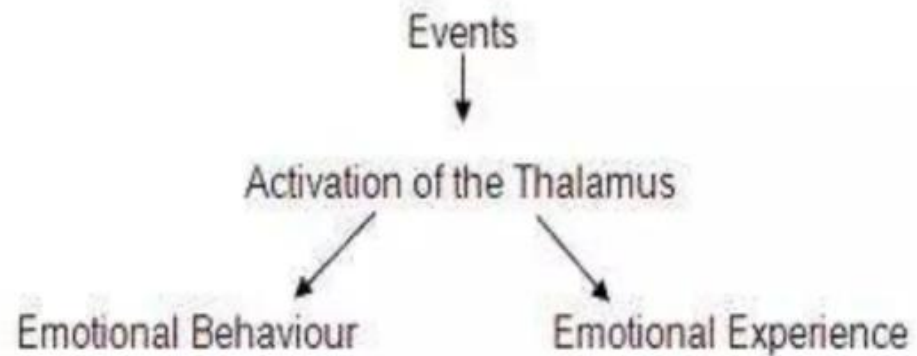 Events
Activation of the Thalamus
Emotional Behaviour
Emotional Experience